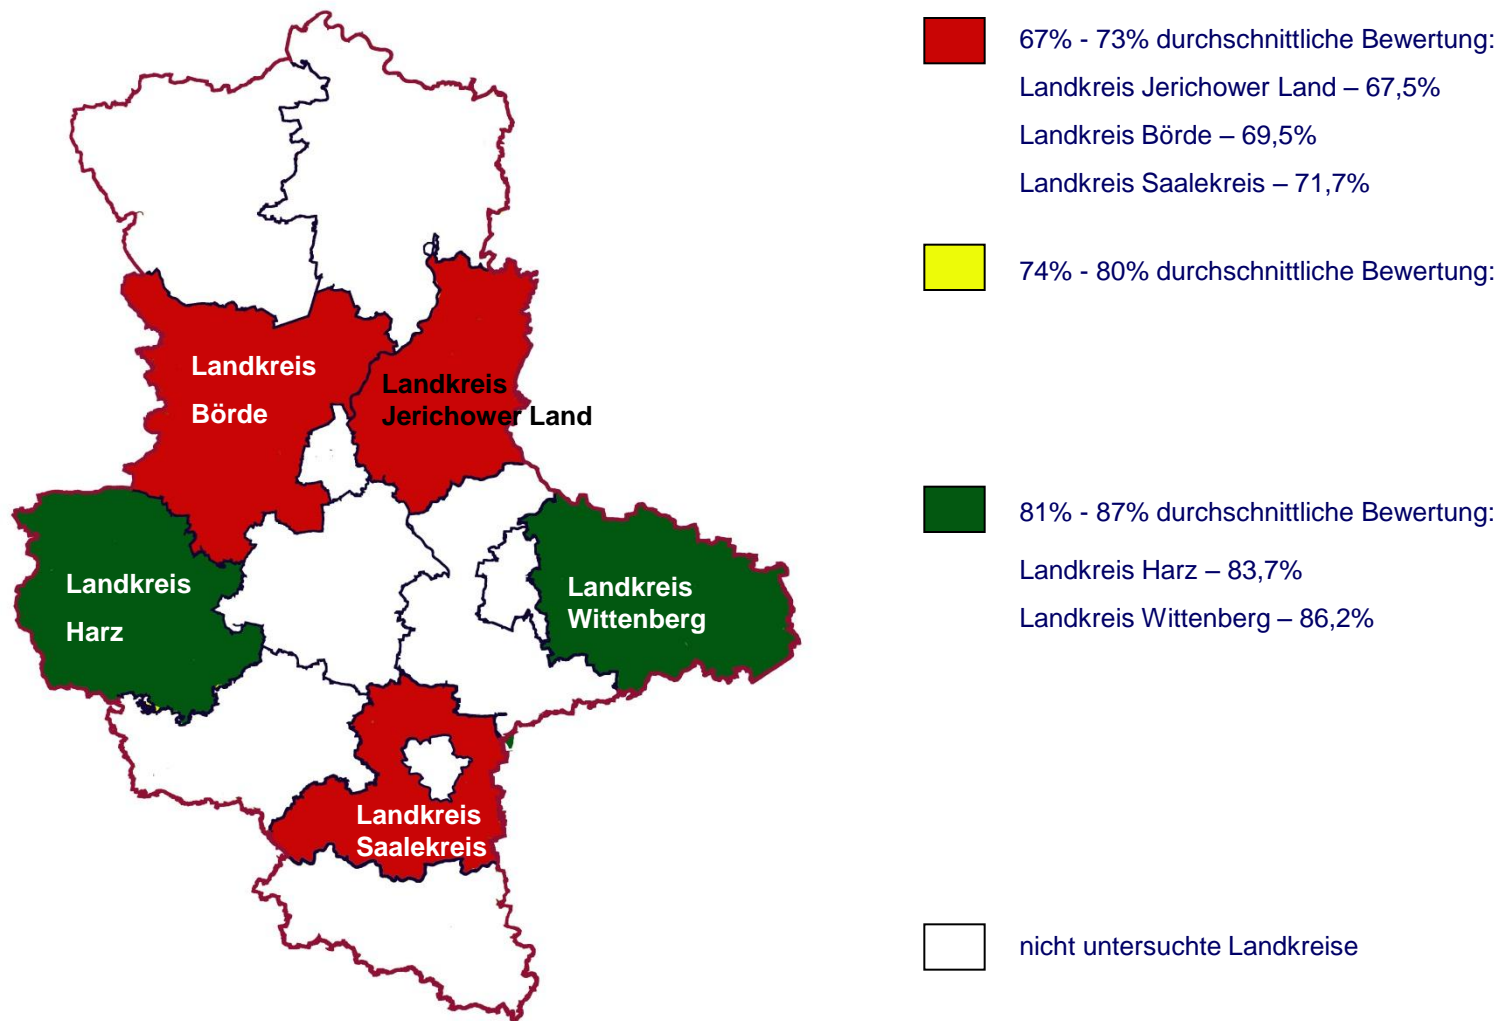 67% - 73% durchschnittliche Bewertung:
Landkreis Jerichower Land – 67,5%
Landkreis Börde – 69,5%
Landkreis Saalekreis – 71,7%
74% - 80% durchschnittliche Bewertung:
81% - 87% durchschnittliche Bewertung:
Landkreis Harz – 83,7%
Landkreis Wittenberg – 86,2%
nicht untersuchte Landkreise
Landkreis
Börde
Landkreis
Jerichower Land
Landkreis
Harz
Landkreis
Wittenberg
Landkreis
Saalekreis